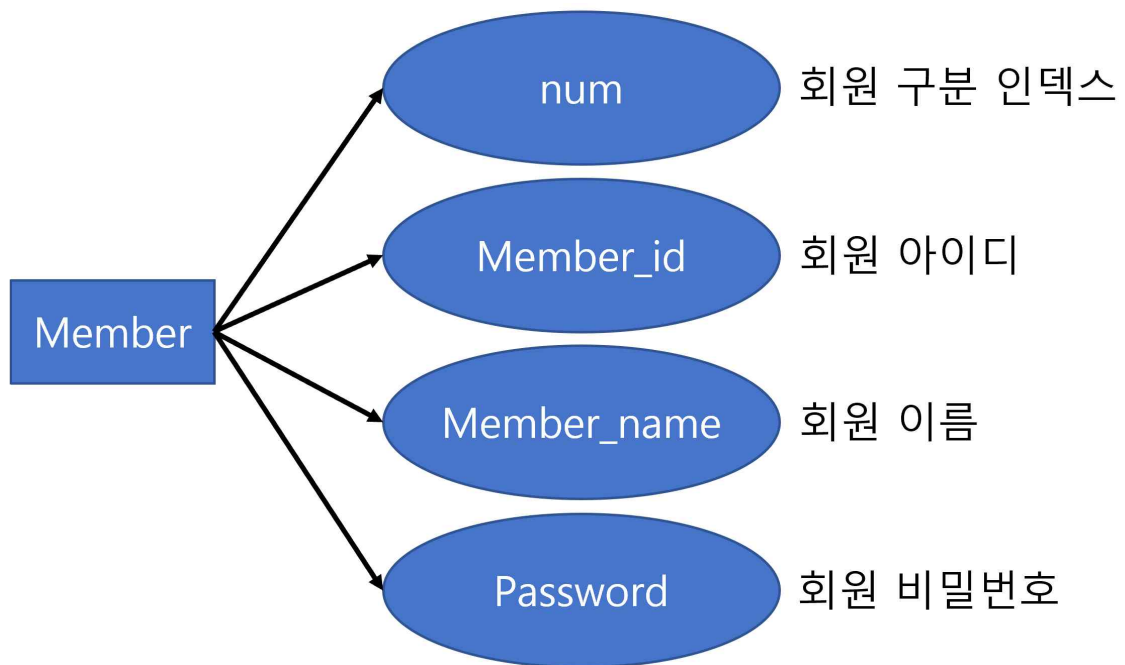 num 회원 구분 인덱스
Member_id 회원 아이디
Member
Member_name 회원 이름
Password 회원 비밀번호